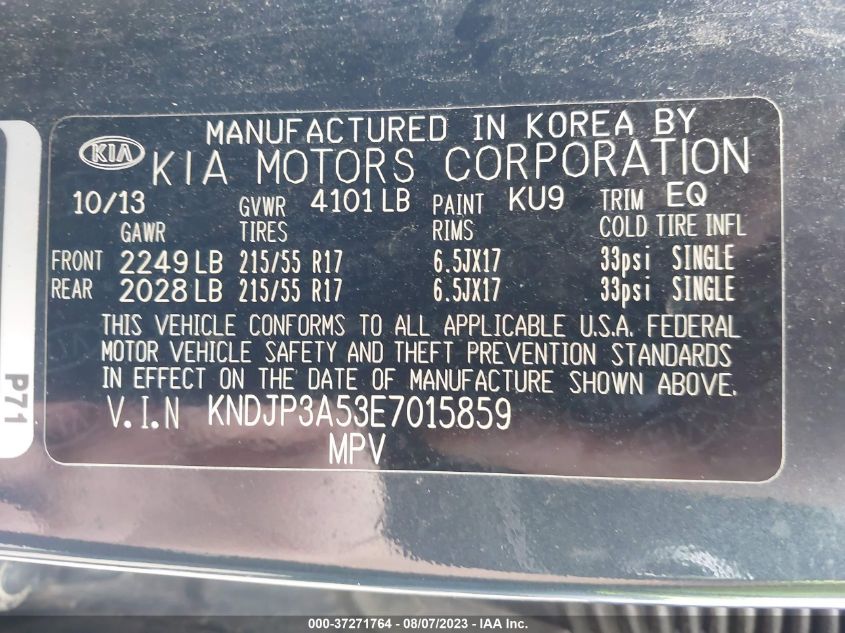 MANUFACTURED IN KOREA BY
KIA KIA MOTORS CORPORATION
10/13 GVWR 4101 LB PAINT KU9 TRIM EQ
GAWR TIRES RIMS COLD TIRE INFL
FRONT 2249 LB 215/55 R17 6.5JX17 33psi SINGLE
REAR 2028 LB 215/55 R17 6.5JX17 33psi SINGLE
THIS VEHICLE CONFORMS TO ALL APPLICABLE U.S.A. FEDERAL
MOTOR VEHICLE SAFETY AND THEFT PREVENTION STANDARDS
IN EFFECT ON THE DATE OF MANUFACTURE SHOWN ABOVE.
V.I.N KNDJP3A53E7015859
MPV
P71
000-37271764 - 08/07/2023 - © IAA, Inc.